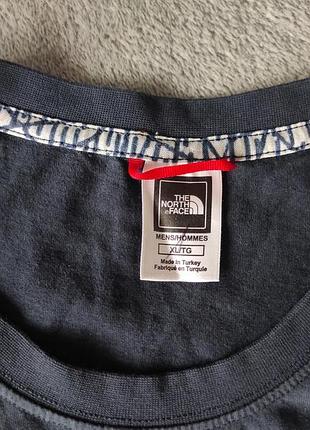 THE
NORTH
FACE
MENS/HOMMES
XL/TG
Made in Turkey
Fabriqué en Turquie